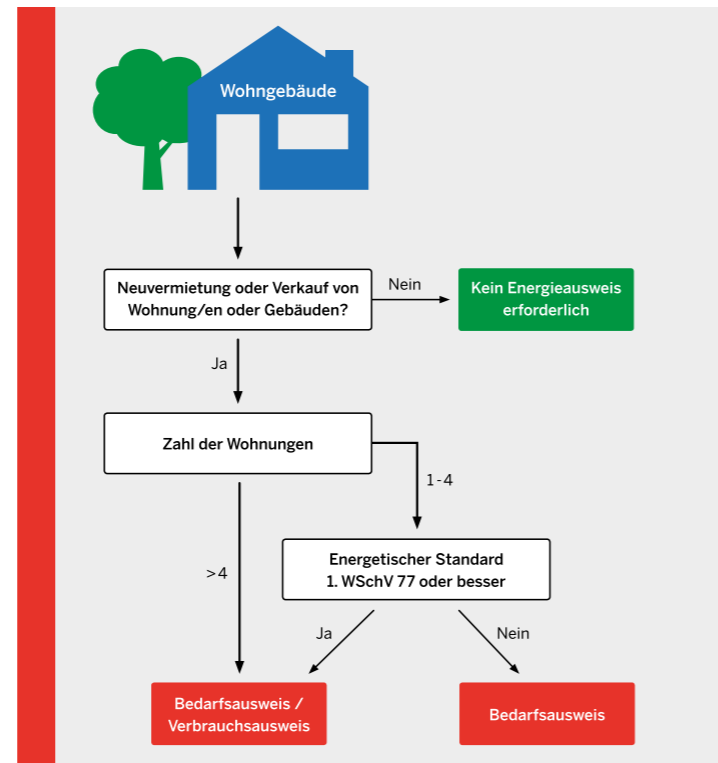 Wohngebäude
Neuvermietung oder Verkauf von
Wohnung/en oder Gebäuden?
Nein
Kein Energieausweis
erforderlich
Ja
Zahl der Wohnungen
1-4
Energetischer Standard
1. WSchV 77 oder besser
>4
Ja
Nein
Bedarfsausweis /
Verbrauchsausweis
Bedarfsausweis